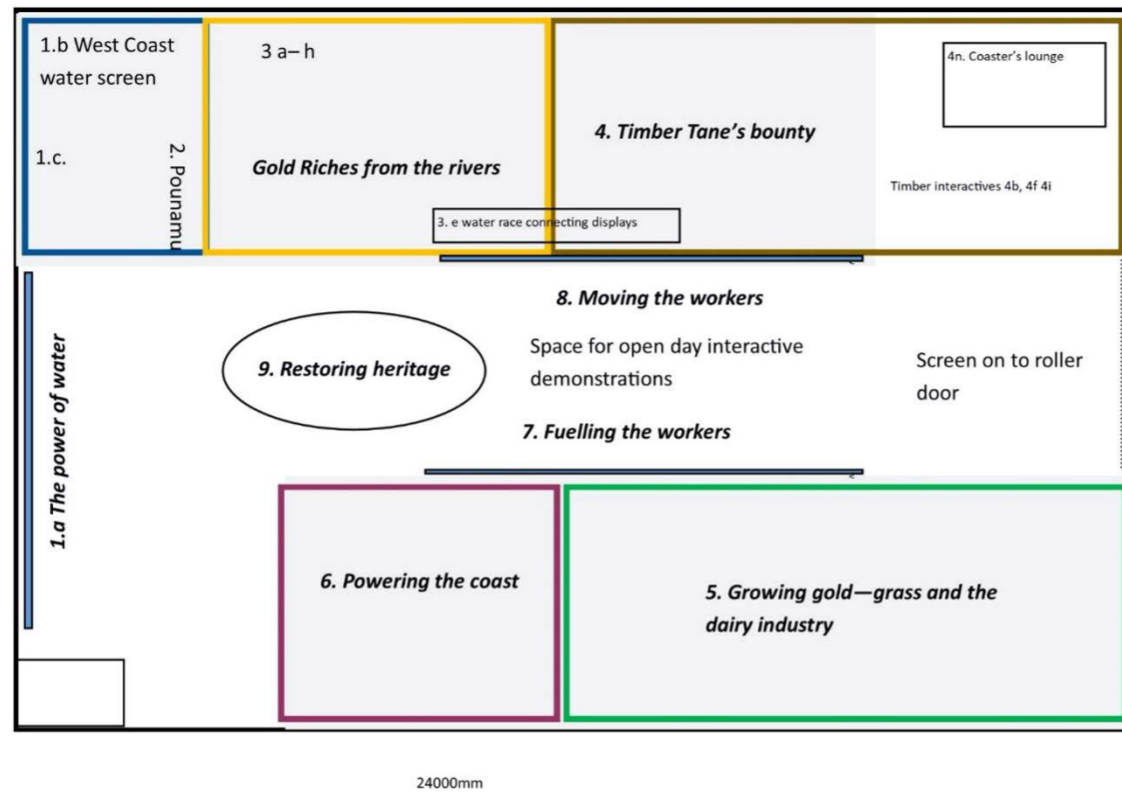 1.b West Coast
water screen
1.c.
2. Pounamu
3 a– h
Gold Riches from the rivers
3. e water race connecting displays
4. Timber Tane’s bounty
4n. Coaster’s lounge
Timber interactives 4b, 4f 4i
1.a The power of water
9. Restoring heritage
8. Moving the workers
Space for open day interactive
demonstrations
7. Fuelling the workers
Screen on to roller
door
6. Powering the coast
5. Growing gold—grass and the
dairy industry
24000mm